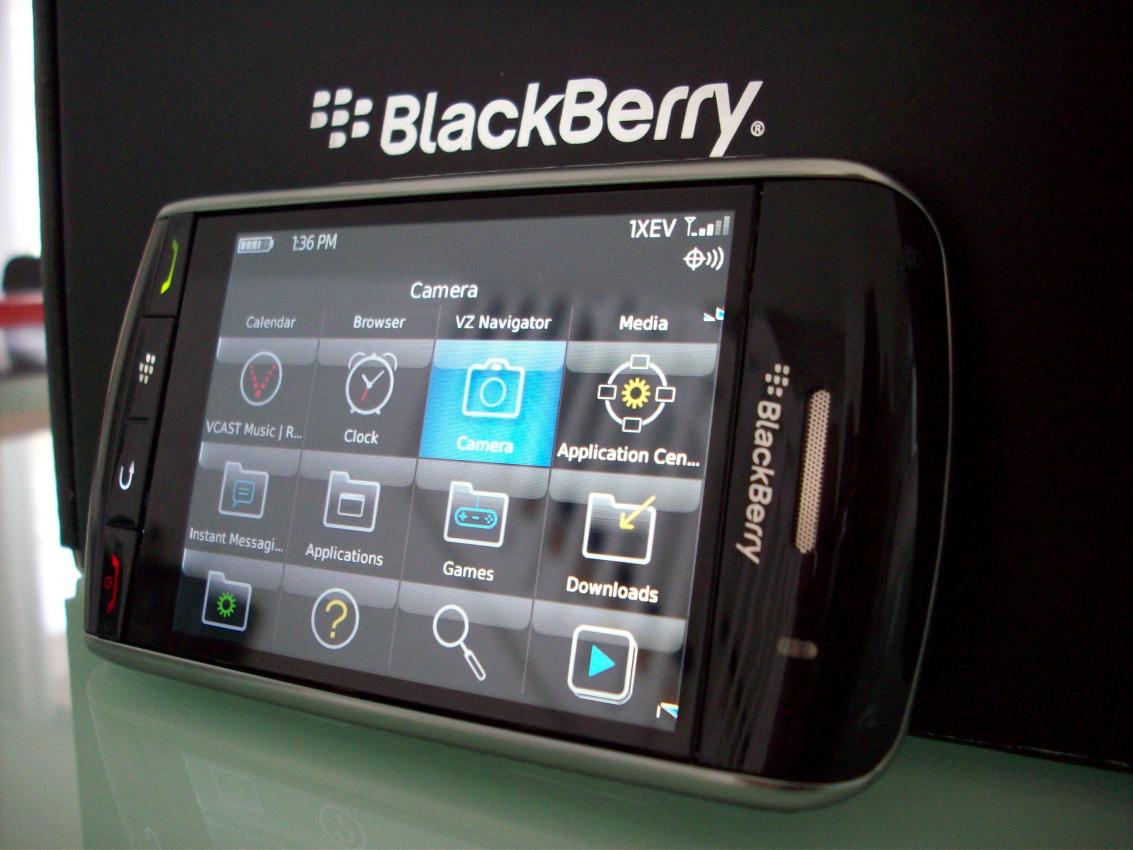 BlackBerry®
1:36 PM
1XEV
Camera
Calendar
Browser
VZ Navigator
Media
VCAST Music | R...
Clock
Camera
Application Cen...
Instant Messagi...
Applications
Games
Downloads
?
BlackBerry